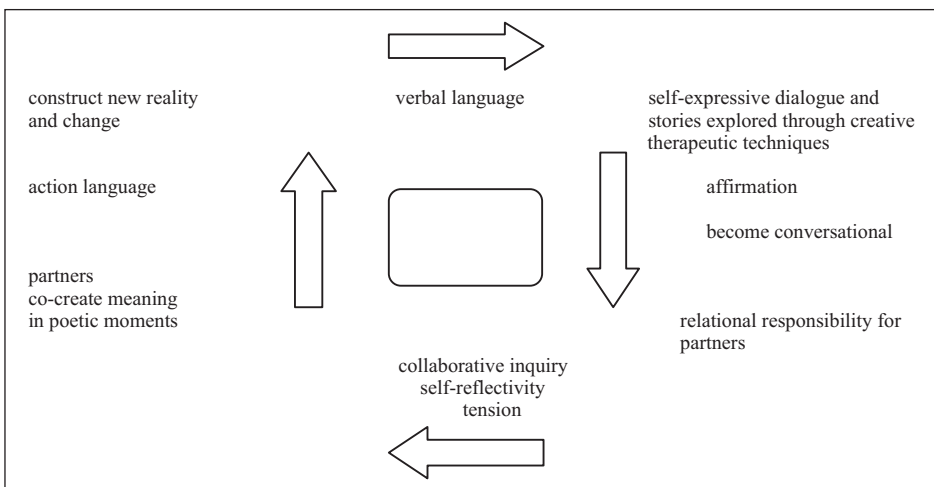 construct new reality
and change
verbal language
self-expressive dialogue and
stories explored through creative
therapeutic techniques
action language
affirmation
become conversational
partners
co-create meaning
in poetic moments
relational responsibility for
partners
collaborative inquiry
self-reflectivity
tension